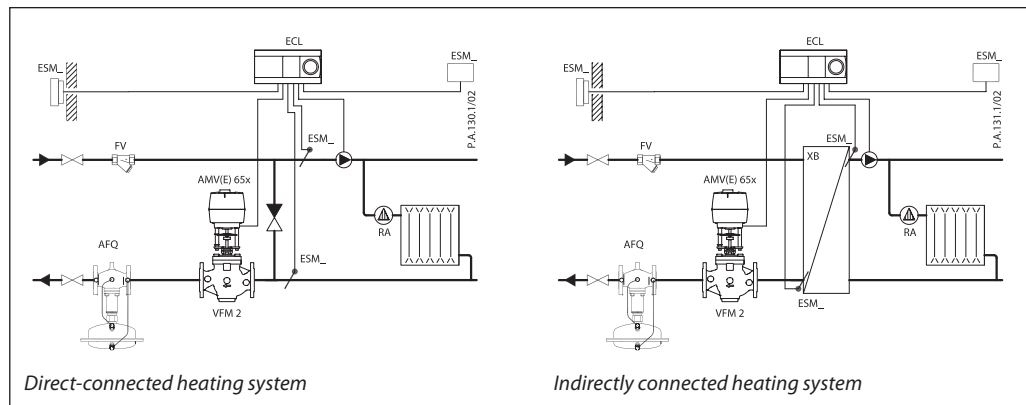 ECL
ESM_
ESM_
P.A.130.1/02
ESM_
FV
AMV(E) 65x
RA
AFQ
ESM_
VFM 2
Direct-connected heating system
ECL
ESM_
ESM_
P.A.131.1/02
ESM_
FV
XB
AMV(E) 65x
RA
AFQ
ESM_
VFM 2
Indirectly connected heating system